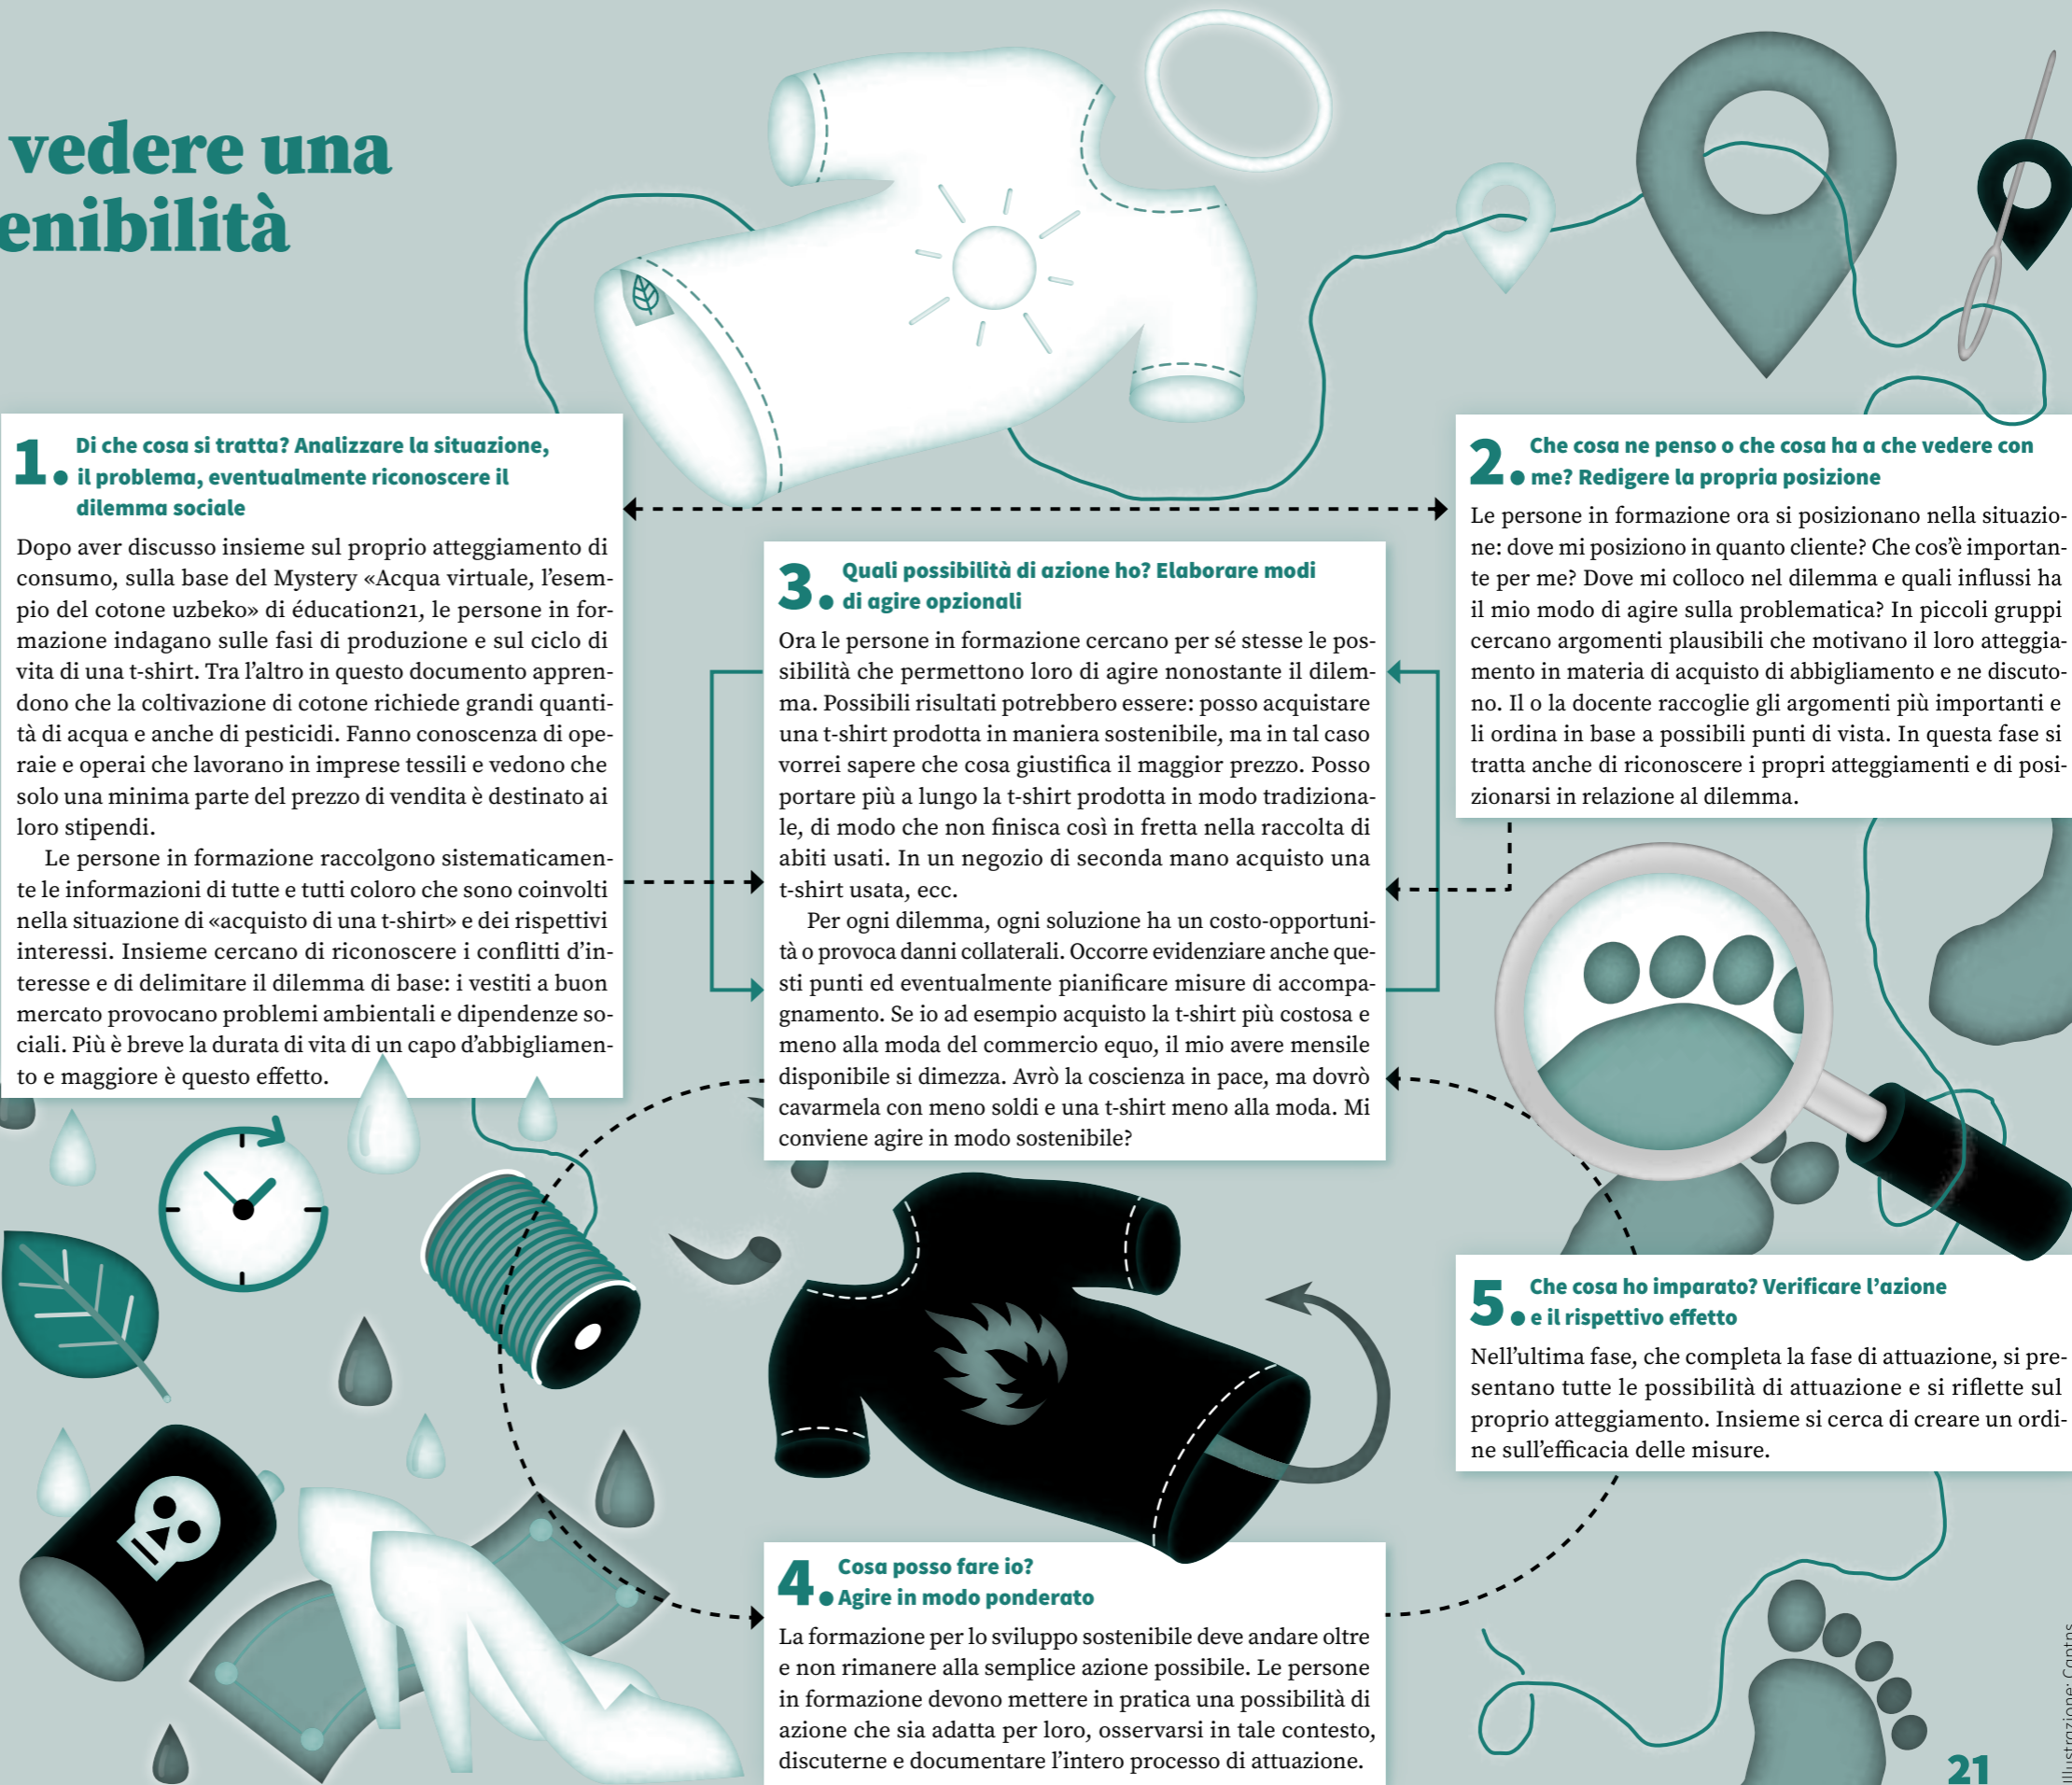 vedere una
enibilità
1. Di che cosa si tratta? Analizzare la situazione,
il problema, eventualmente riconoscere il
dilemma sociale
Dopo aver discusso insieme sul proprio atteggiamento di
consumo, sulla base del Mystery «Acqua virtuale, l'esem-
pio del cotone uzbeko» di éducation21, le persone in for-
mazione indagano sulle fasi di produzione e sul ciclo di
vita di una t-shirt. Tra l'altro in questo documento appren-
dono che la coltivazione di cotone richiede grandi quanti-
tà di acqua e anche di pesticidi. Fanno conoscenza di ope-
raie e operai che lavorano in imprese tessili e vedono che
solo una minima parte del prezzo di vendita è destinato ai
loro stipendi.
Le persone in formazione raccolgono sistematicamen-
te le informazioni di tutte e tutti coloro che sono coinvolti
nella situazione di «acquisto di una t-shirt» e dei rispettivi
interessi. Insieme cercano di riconoscere i conflitti d'in-
teresse e di delimitare il dilemma di base: i vestiti a buon
mercato provocano problemi ambientali e dipendenze so-
ciali. Più è breve la durata di vita di un capo d'abbigliamen-
to e maggiore è questo effetto.
2. Che cosa ne penso o che cosa ha a che vedere con
me? Redigere la propria posizione
Le persone in formazione ora si posizionano nella situazio-
ne: dove mi posiziono in quanto cliente? Che cos'è importan-
te per me? Dove mi colloco nel dilemma e quali influssi ha
il mio modo di agire sulla problematica? In piccoli gruppi
cercano argomenti plausibili che motivano il loro atteggia-
mento in materia di acquisto di abbigliamento e ne discuto-
no. Il o la docente raccoglie gli argomenti più importanti e
li ordina in base a possibili punti di vista. In questa fase si
tratta anche di riconoscere i propri atteggiamenti e di posi-
zionarsi in relazione al dilemma.
3. Quali possibilità di azione ho? Elaborare modi
di agire opzionali
Ora le persone in formazione cercano per sé stesse le pos-
sibilità che permettono loro di agire nonostante il dilem-
ma. Possibili risultati potrebbero essere: posso acquistare
una t-shirt prodotta in maniera sostenibile, ma in tal caso
vorrei sapere che cosa giustifica il maggior prezzo. Posso
portare più a lungo la t-shirt prodotta in modo tradiziona-
le, di modo che non finisca così in fretta nella raccolta di
abiti usati. In un negozio di seconda mano acquisto una
t-shirt usata, ecc.
Per ogni dilemma, ogni soluzione ha un costo-opportuni-
tà o provoca danni collaterali. Occorre evidenziare anche que-
sti punti ed eventualmente pianificare misure di accompa-
gnamento. Se io ad esempio acquisto la t-shirt più costosa e
meno alla moda del commercio equo, il mio avere mensile
disponibile si dimezza. Avrò la coscienza in pace, ma dovrò
cavarmela con meno soldi e una t-shirt meno alla moda. Mi
conviene agire in modo sostenibile?
4. Cosa posso fare io?
Agire in modo ponderato
La formazione per lo sviluppo sostenibile deve andare oltre
e non rimanere alla semplice azione possibile. Le persone
in formazione devono mettere in pratica una possibilità di
azione che sia adatta per loro, osservarsi in tale contesto,
discuterne e documentare l'intero processo di attuazione.
5. Che cosa ho imparato? Verificare l'azione
e il rispettivo effetto
Nell'ultima fase, che completa la fase di attuazione, si pre-
sentano tutte le possibilità di attuazione e si riflette sul
proprio atteggiamento. Insieme si cerca di creare un ordi-
ne sull'efficacia delle misure.
21